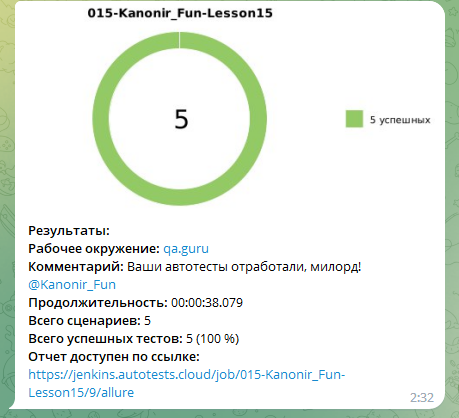 015-Kanonir_Fun-Lesson15
5
5 успешных
Результаты:
Рабочее окружение: qa.guru
Комментарий: Ваши автотесты отработали, милорд!
@Kanonir_Fun
Продолжительность: 00:00:38.079
Всего сценариев: 5
Всего успешных тестов: 5 (100 %)
Отчет доступен по ссылке:
https://jenkins.autotests.cloud/job/015-Kanonir_Fun-
Lesson15/9/allure
2:32